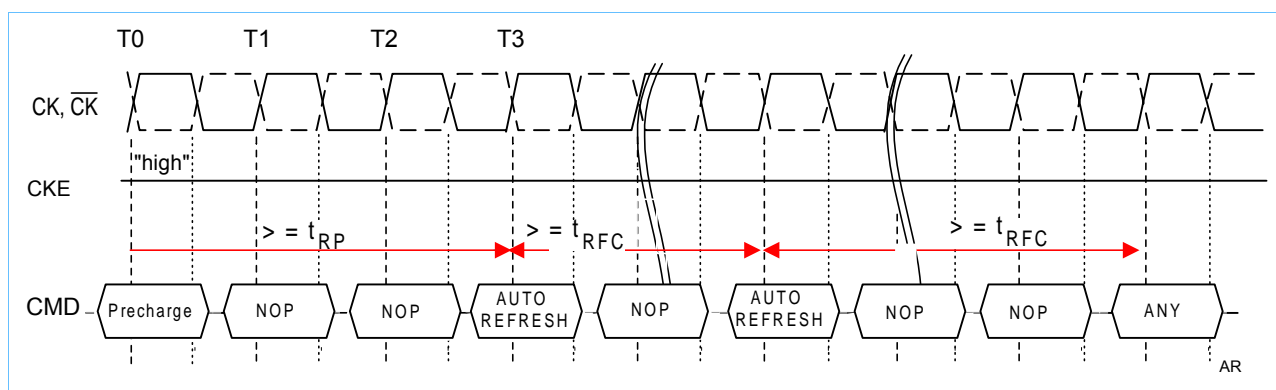 T0 T1 T2 T3
CK, CK
"high"
CKE
> = tRP > = tRFC > = tRFC
CMD Precharge NOP NOP AUTO REFRESH NOP AUTO REFRESH NOP NOP ANY
AR